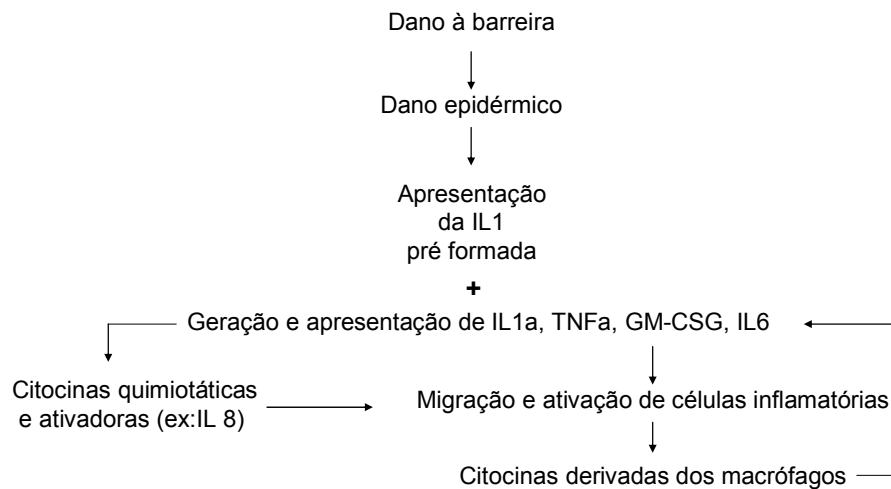 Dano à barreira
Dano epidérmico
Apresentação
da IL1
pré formada
+
Geração e apresentação de IL1a, TNFa, GM-CSG, IL6
Citocinas quimiotáticas
e ativadoras (ex:IL 8)
Migração e ativação de células inflamatórias
Citocinas derivadas dos macrófagos